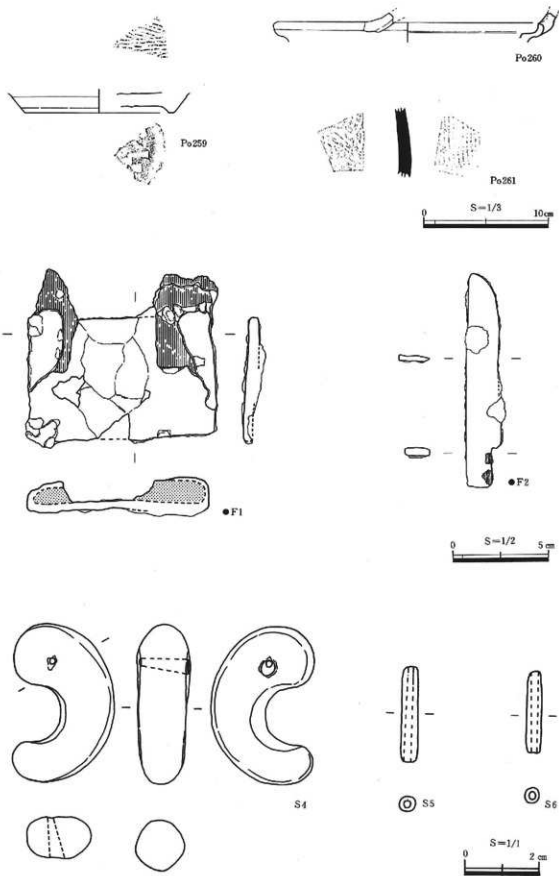 Po260
Po259
Po261
S=1/3
0 10cm
●F1
●F2
S=1/2
0 5cm
S4
S5
S6
S=1/1
0 2cm